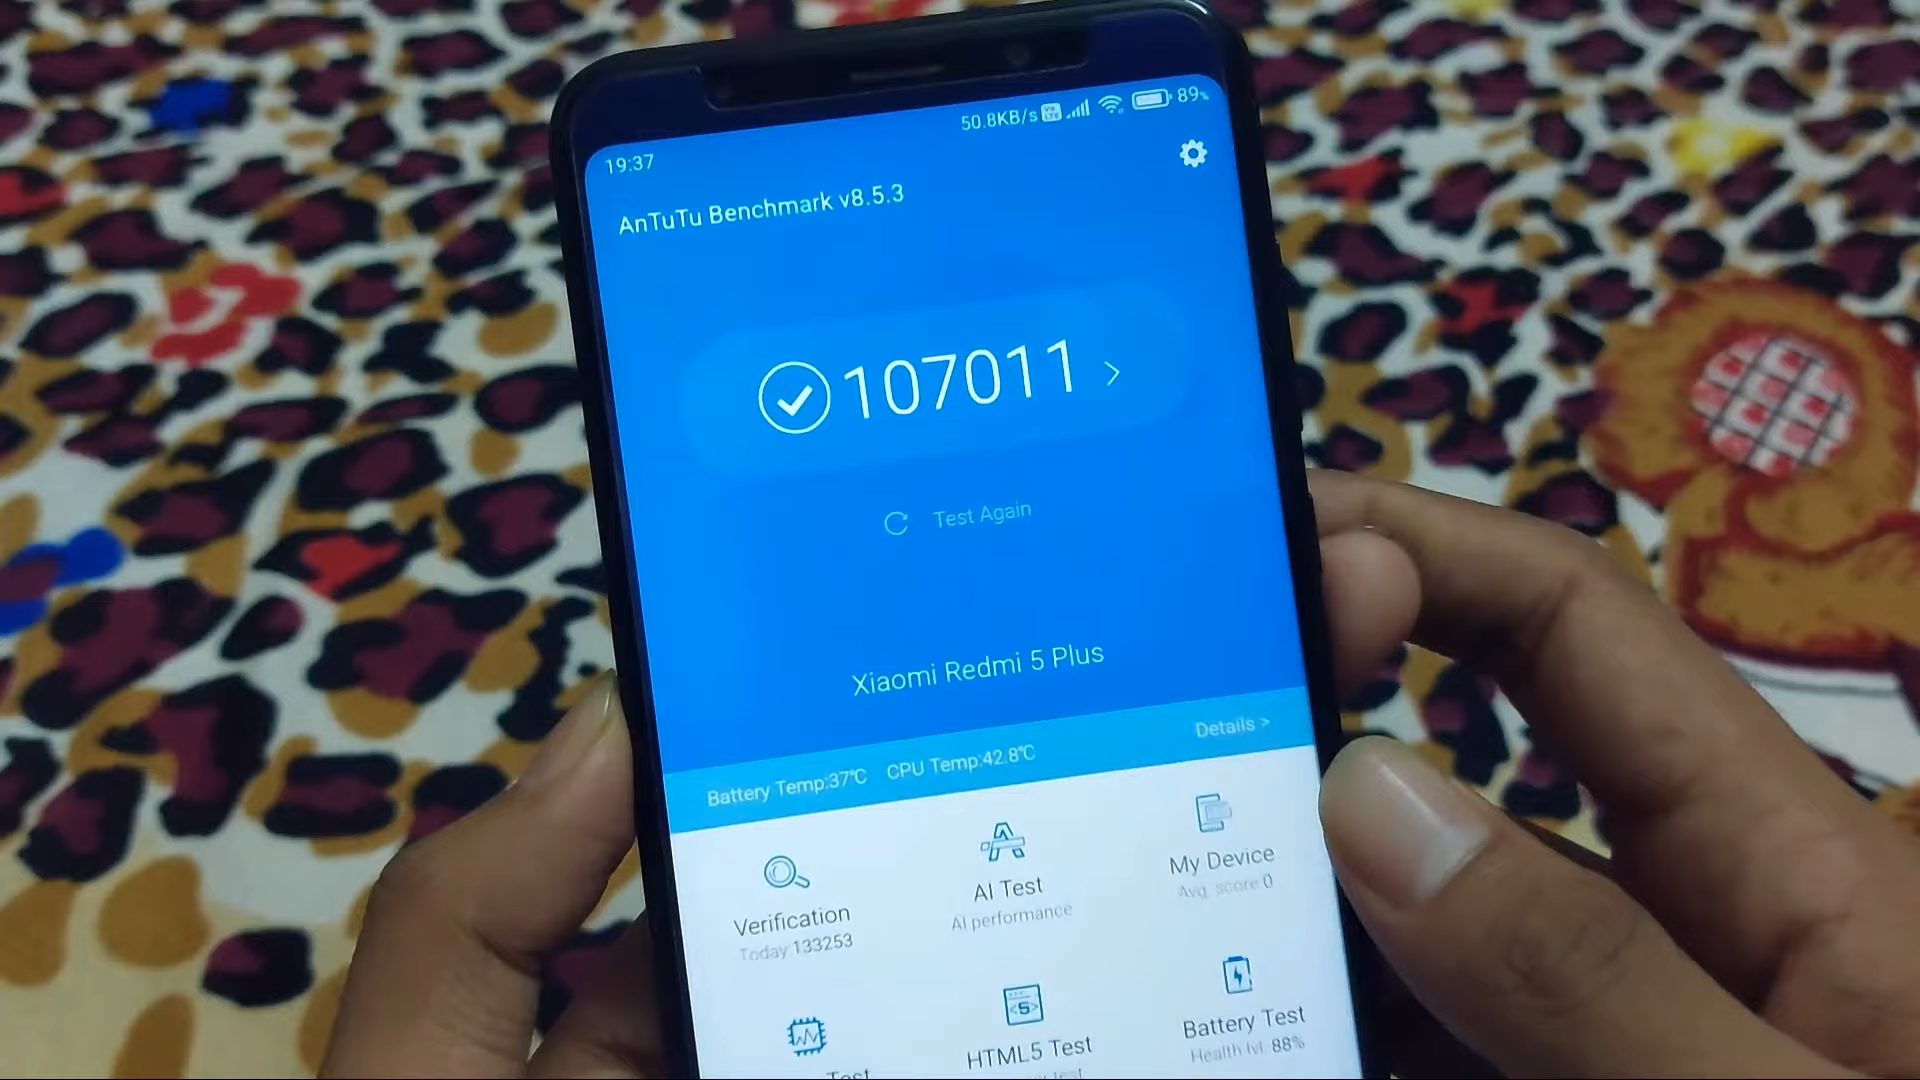 19:37
50.8KB/s
89%
AnTuTu Benchmark v8.5.3
107011 >
Test Again
Xiaomi Redmi 5 Plus
Battery Temp:37℃ CPU Temp:42.8℃ Details >
Verification
Today 133253
AI Test
AI performance
My Device
Avg. score 0
Test
HTML5 Test
test
Battery Test
Health lvl. 88%